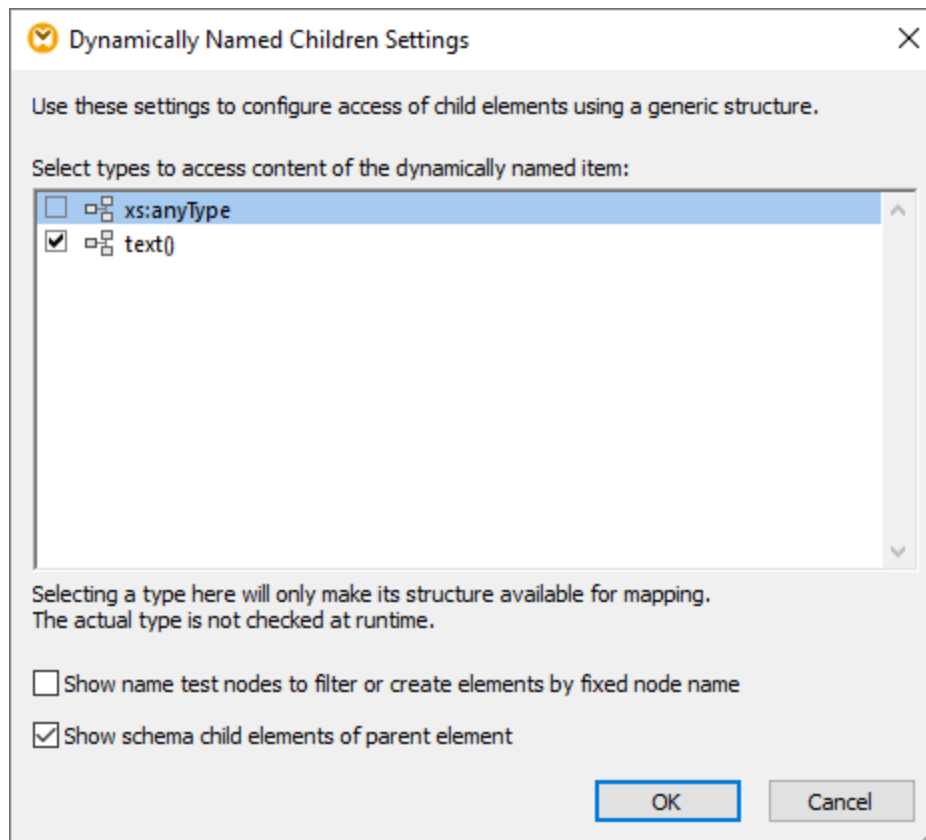 Dynamically Named Children Settings
Use these settings to configure access of child elements using a generic structure.
Select types to access content of the dynamically named item:
xs:anyType
text()
Selecting a type here will only make its structure available for mapping.
The actual type is not checked at runtime.
Show name test nodes to filter or create elements by fixed node name
Show schema child elements of parent element
OK
Cancel